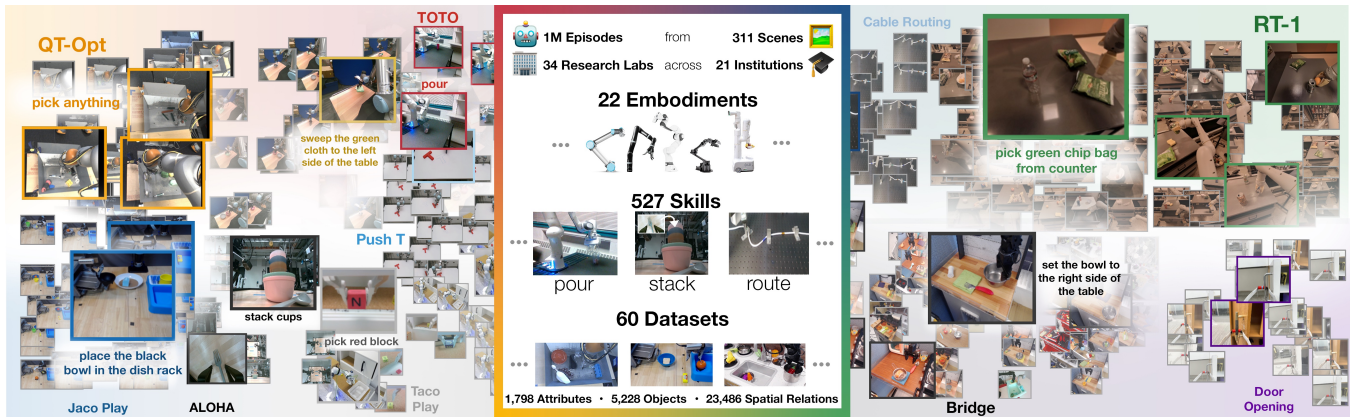 QT-Opt
pick anything
TOTO
pour
sweep the green
cloth to the left
side of the table
Push T
place the black
bowl in the dish rack
Jaco Play
stack cups
ALOHA
N
pick red block
Taco
Play
1M Episodes from 311 Scenes
34 Research Labs across 21 Institutions
22 Embodiments
527 Skills
pour stack route
60 Datasets
1,798 Attributes • 5,228 Objects • 23,486 Spatial Relations
Cable Routing
RT-1
pick green chip bag
from counter
set the bowl to
the right side of
the table
Bridge
Door
Opening